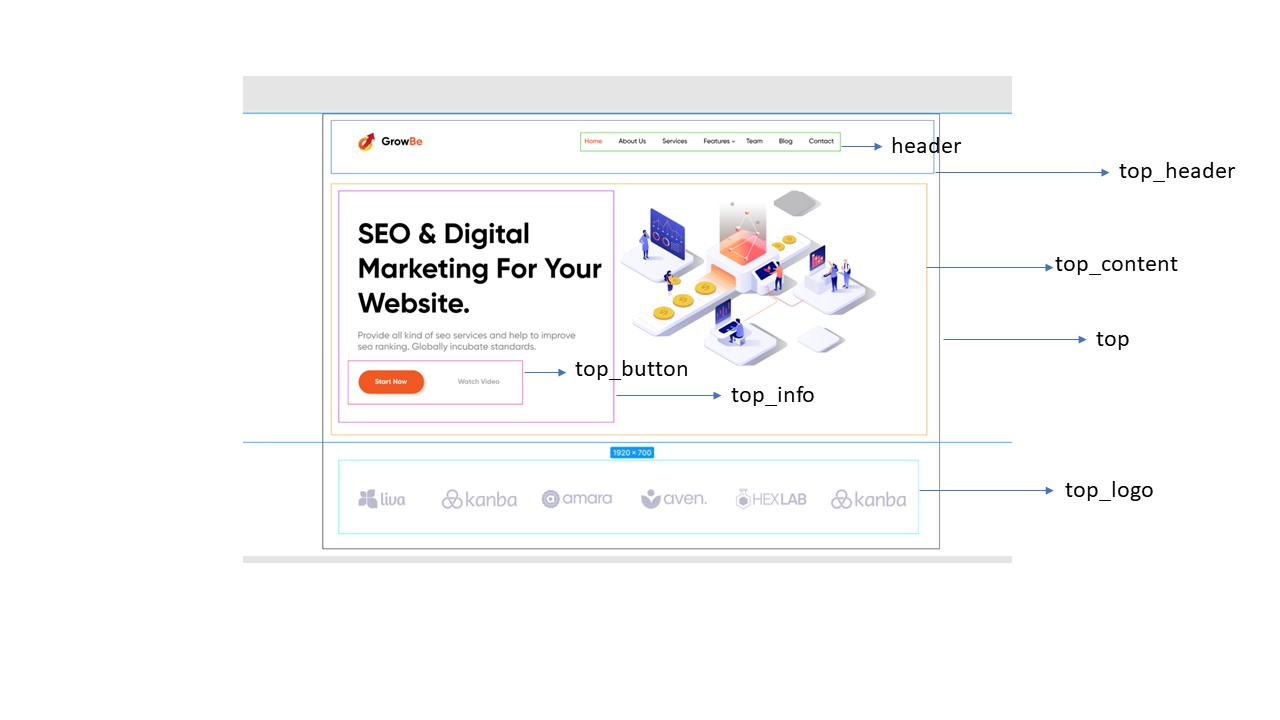 GrowBe
Home About Us Services Features Team Blog Contact
header
top_header
SEO & Digital
Marketing For Your
Website.
top_content
Provide all kind of seo services and help to improve
seo ranking. Globally incubate standards.
top
Start Now Watch Video
top_button
top_info
1920 × 700
liva kanba amara aven. HEXLAB kanba
top_logo